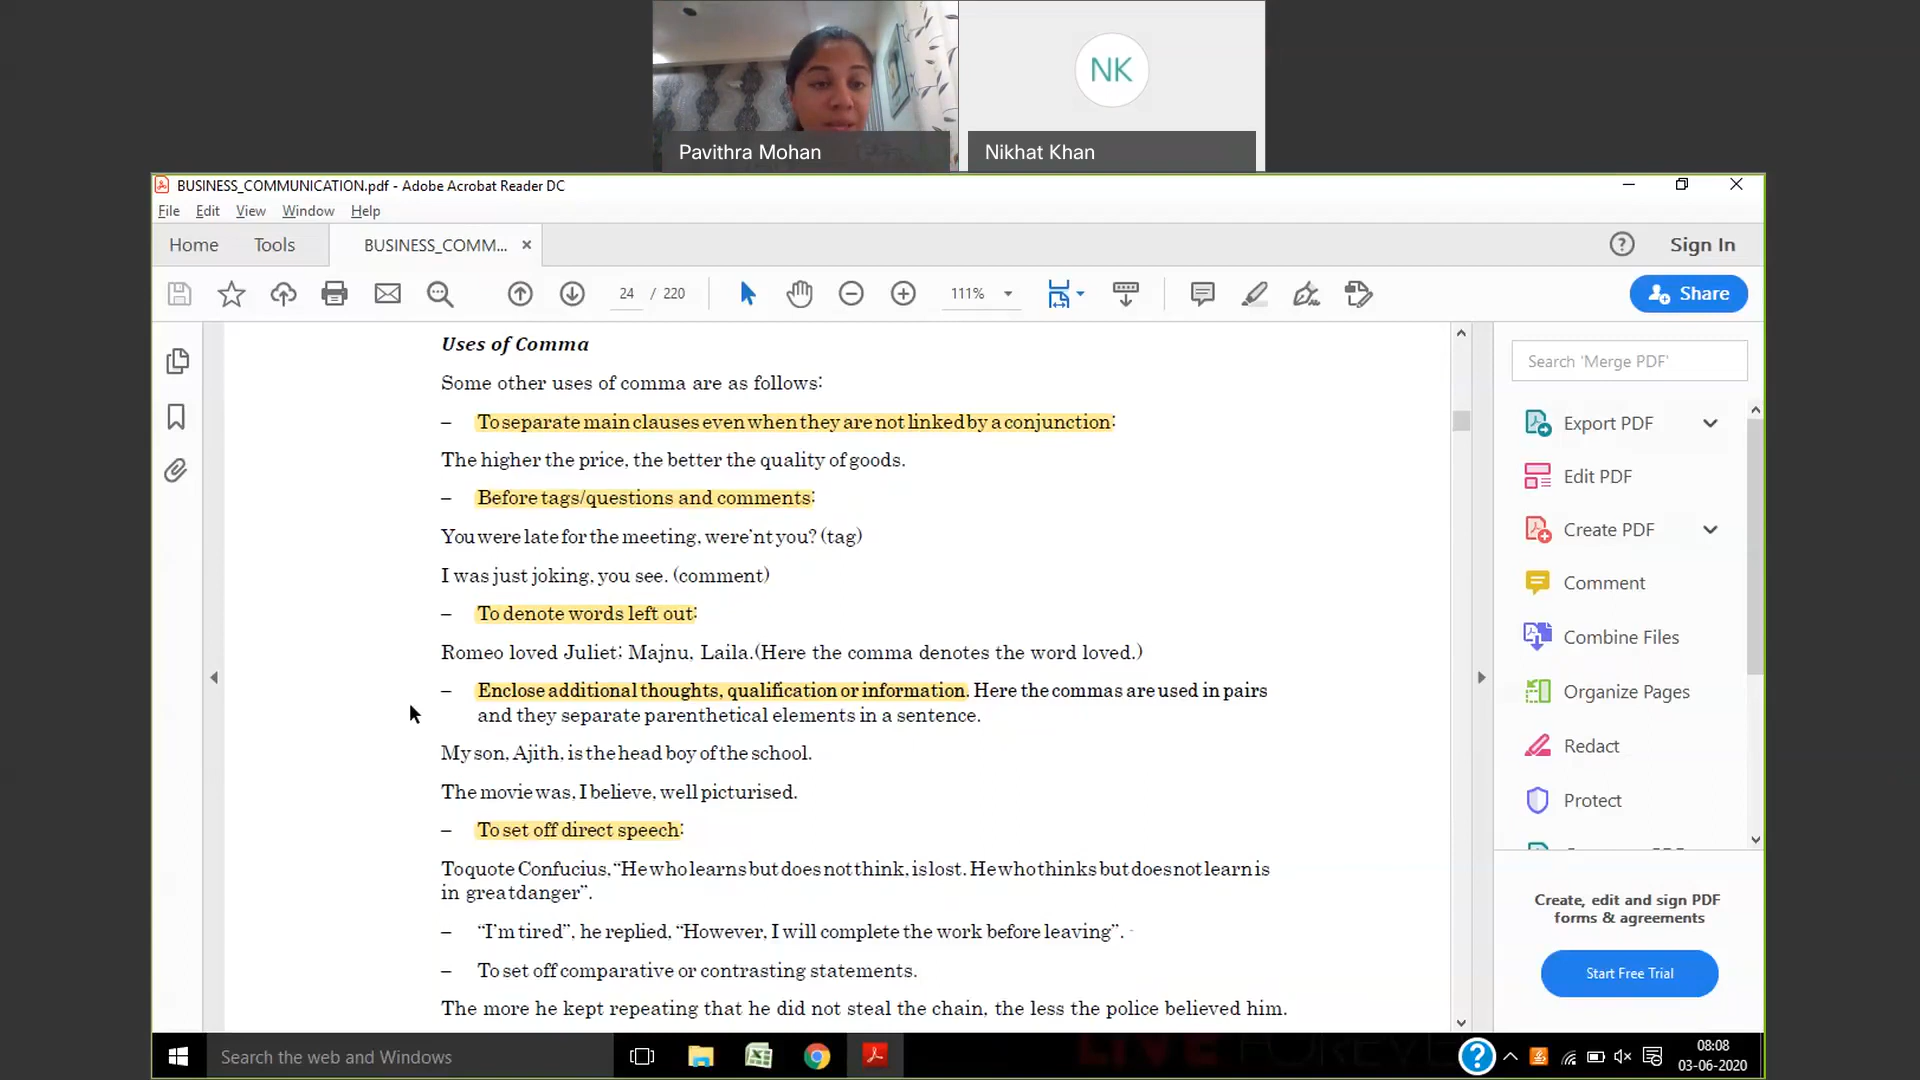 NK
Pavithra Mohan
Nikhat Khan
BUSINESS_COMMUNICATION.pdf - Adobe Acrobat Reader DC
File Edit View Window Help
Home Tools BUSINESS_COMM... × Sign In
24 / 220 111% Share
Uses of Comma
Some other uses of comma are as follows:
– To separate main clauses even when they are not linked by a conjunction:
The higher the price, the better the quality of goods.
– Before tags/questions and comments:
You were late for the meeting, were'nt you? (tag)
I was just joking, you see. (comment)
– To denote words left out:
Romeo loved Juliet: Majnu, Laila.(Here the comma denotes the word loved.)
– Enclose additional thoughts, qualification or information. Here the commas are used in pairs
and they separate parenthetical elements in a sentence.
My son, Ajith, is the head boy of the school.
The movie was, I believe, well picturised.
– To set off direct speech:
To quote Confucius, “He who learns but does not think, is lost. He who thinks but does not learn is
in great danger”.
– “I'm tired”, he replied, “However, I will complete the work before leaving”.
– To set off comparative or contrasting statements.
The more he kept repeating that he did not steal the chain, the less the police believed him.
Search 'Merge PDF'
Export PDF
Edit PDF
Create PDF
Comment
Combine Files
Organize Pages
Redact
Protect
Create, edit and sign PDF
forms & agreements
Start Free Trial
Search the web and Windows
08:08
03-06-2020